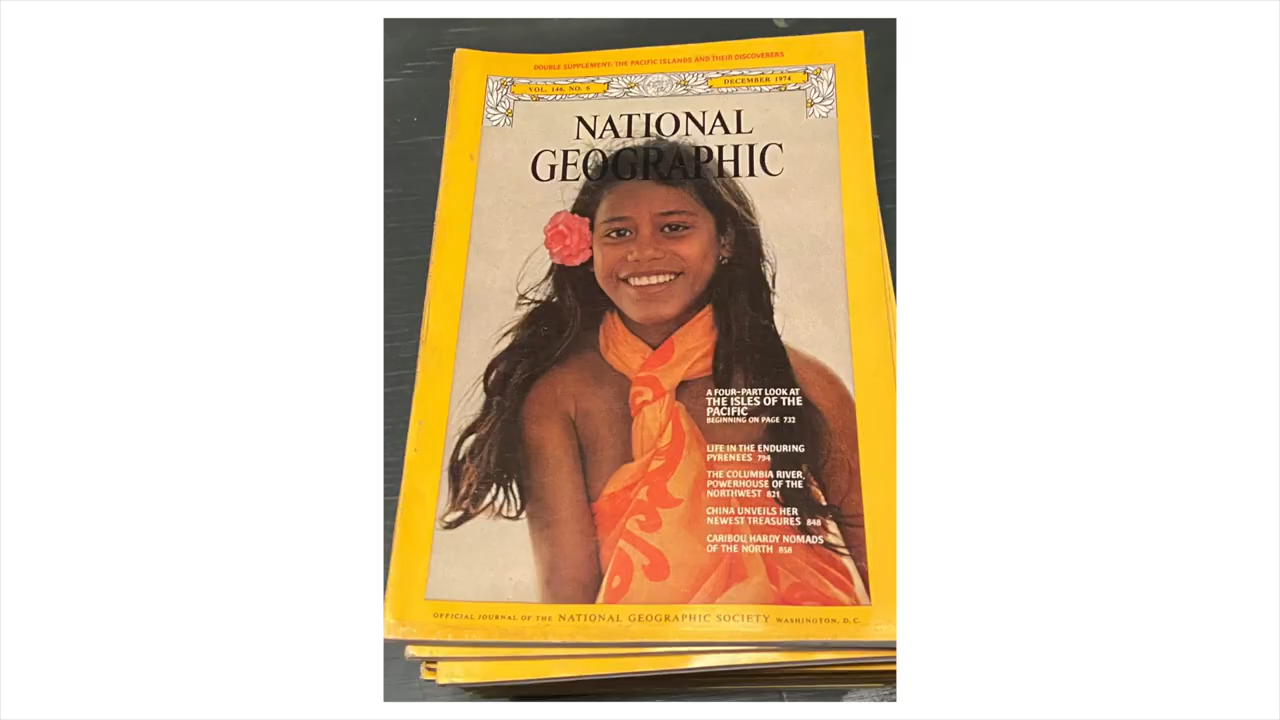 DOUBLE SUPPLEMENT: THE PACIFIC ISLANDS AND THEIR DISCOVERERS
VOL. 146, NO. 6
DECEMBER 1974
NATIONAL
GEOGRAPHIC
A FOUR-PART LOOK AT
THE ISLES OF THE
PACIFIC
BEGINNING ON PAGE 732
LIFE IN THE ENDURING
PYRENEES 794
THE COLUMBIA RIVER,
POWERHOUSE OF THE
NORTHWEST 821
CHINA UNVEILS HER
NEWEST TREASURES 848
CARIBOU, HARDY NOMADS
OF THE NORTH 858
OFFICIAL JOURNAL OF THE NATIONAL GEOGRAPHIC SOCIETY WASHINGTON, D.C.